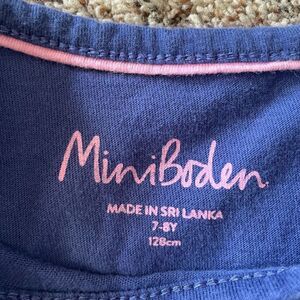 MiniBoden
MADE IN SRI LANKA
7-8Y
128cm